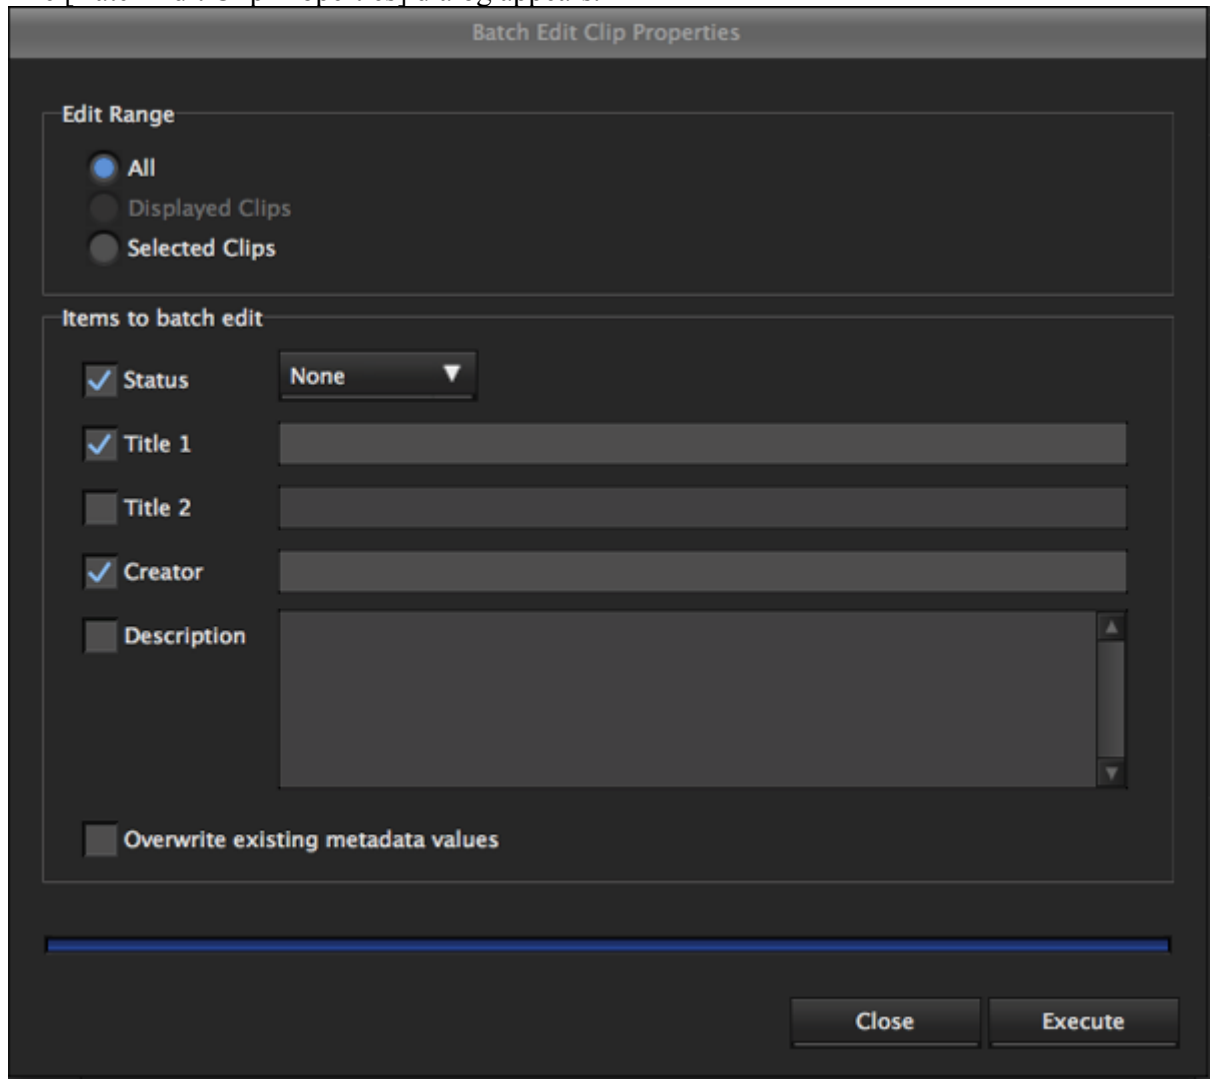 Batch Edit Clip Properties
Edit Range
All
Displayed Clips
Selected Clips
Items to batch edit
Status None
Title 1
Title 2
Creator
Description
Overwrite existing metadata values
Close Execute